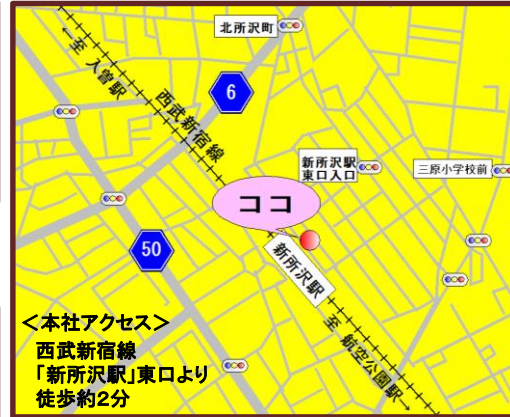 北所沢町
←至 入曽駅
西武新宿線
6
新所沢駅
東口入口
三原小学校前
ココ
50
新所沢駅
至 航空公園駅→
＜本社アクセス＞
西武新宿線
「新所沢駅」東口より
徒歩約2分